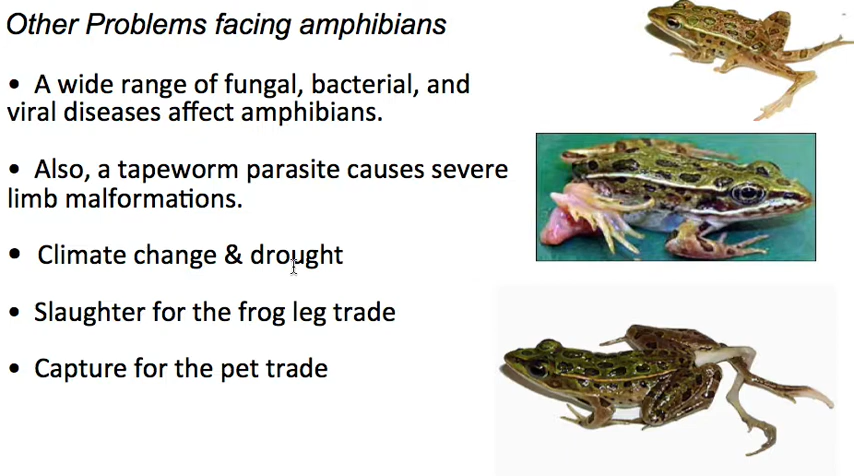 Other Problems facing amphibians
• A wide range of fungal, bacterial, and
viral diseases affect amphibians.
• Also, a tapeworm parasite causes severe
limb malformations.
• Climate change & drought
• Slaughter for the frog leg trade
• Capture for the pet trade